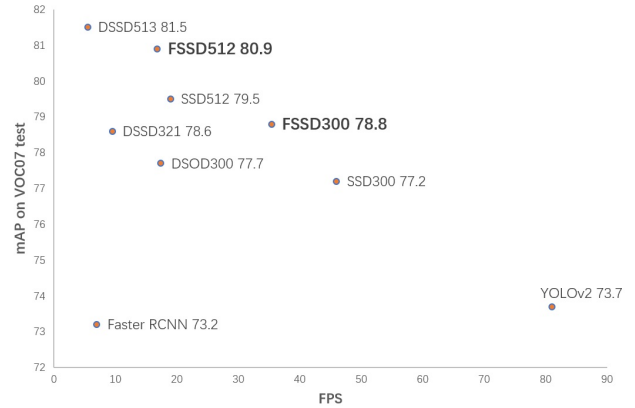 82
DSSD513 81.5
81
FSSD512 80.9
80
SSD512 79.5
79
FSSD300 78.8
DSSD321 78.6
78
DSOD300 77.7
77
SSD300 77.2
76
75
74
YOLOv2 73.7
73
Faster RCNN 73.2
72
mAP on VOC07 test
0 10 20 30 40 50 60 70 80 90
FPS